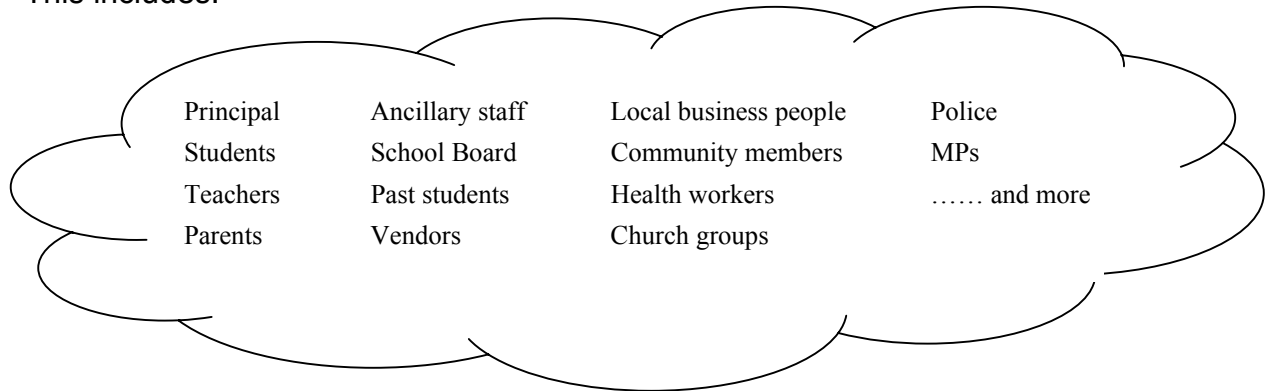 This includes:
Principal Ancillary staff Local business people Police
Students School Board Community members MPs
Teachers Past students Health workers …… and more
Parents Vendors Church groups